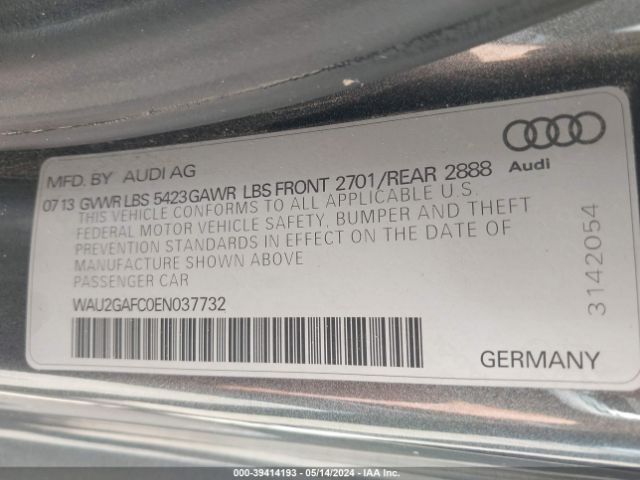 MFD. BY AUDI AG
Audi
07 13 GVWR LBS 5423 GAWR LBS FRONT 2701/REAR 2888
THIS VEHICLE CONFORMS TO ALL APPLICABLE U.S.
FEDERAL MOTOR VEHICLE SAFETY, BUMPER AND THEFT
PREVENTION STANDARDS IN EFFECT ON THE DATE OF
MANUFACTURE SHOWN ABOVE
PASSENGER CAR
WAU2GAFC0EN037732
GERMANY
3142054
000-39414193 - 05/14/2024 - IAA Inc.